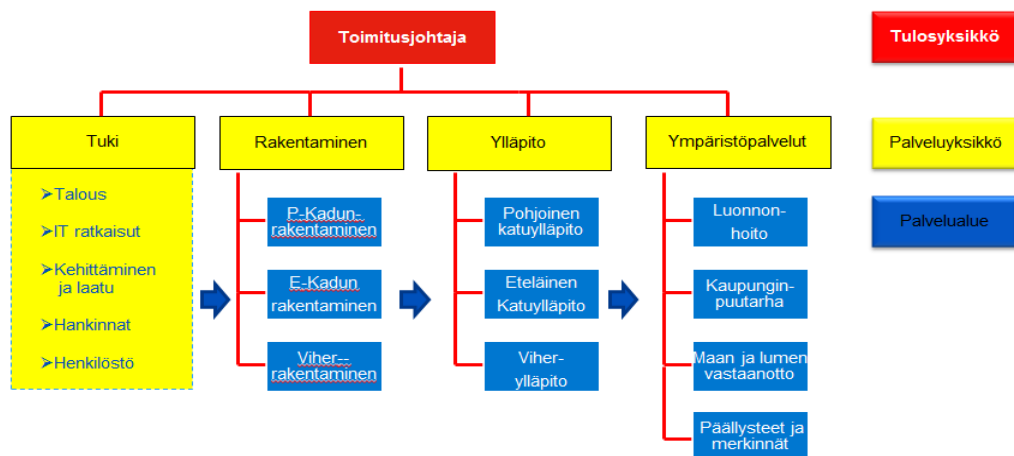 Toimitusjohtaja
Tulosyksikkö
Tuki
Rakentaminen
Ylläpito
Ympäristöpalvelut
Palveluyksikkö
Palvelualue
➢Talous
➢IT ratkaisut
➢Kehittäminen
ja laatu
➢Hankinnat
➢Henkilöstö
P-Kadun-
rakentaminen
E-Kadun
rakentaminen
Viher--
rakentaminen
Pohjoinen
katuylläpito
Eteläinen
Katuylläpito
Viher-
ylläpito
Luonnon-
hoito
Kaupungin-
puutarha
Maan ja lumen
vastaanotto
Päällysteet ja
merkinnät